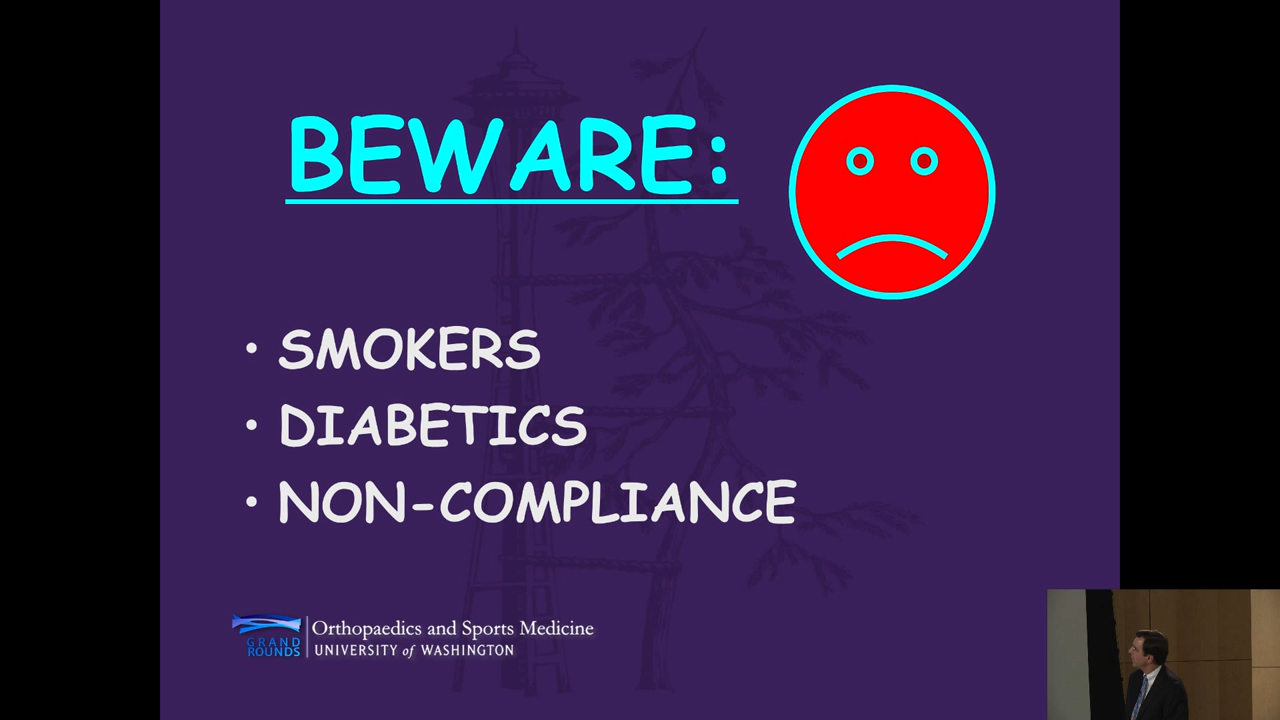 BEWARE:
• SMOKERS
• DIABETICS
• NON-COMPLIANCE
GRAND
ROUNDS
Orthopaedics and Sports Medicine
UNIVERSITY of WASHINGTON